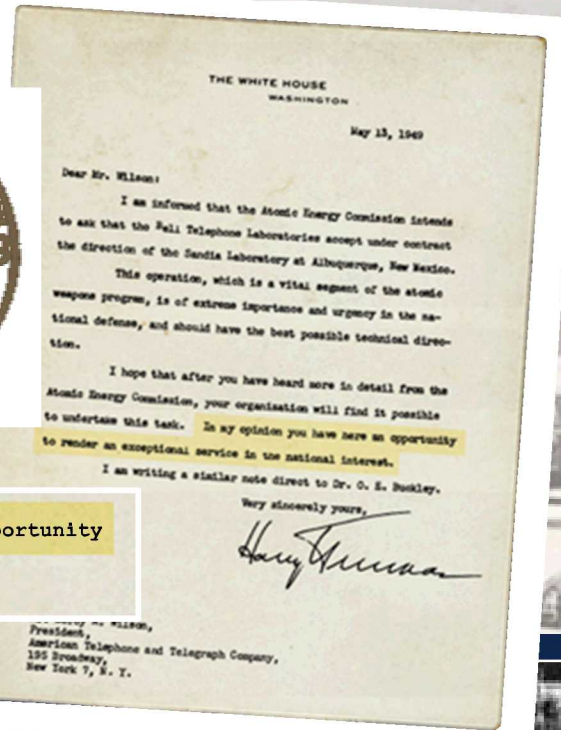 THE WHITE HOUSE
WASHINGTON
May 13, 1949
Dear Mr. Wilson:
I am informed that the Atomic Energy Commission intends
to ask that the Bell Telephone Laboratories accept under contract
the direction of the Sandia Laboratory at Albuquerque, New Mexico.
This operation, which is a vital segment of the atomic
weapons program, is of extreme importance and urgency in the na-
tional defense, and should have the best possible technical direc-
tion.
I hope that after you have heard more in detail from the
Atomic Energy Commission, your organization will find it possible
to undertake this task. In my opinion you have here an opportunity
to render an exceptional service in the national interest.
I am writing a similar note direct to Dr. O. E. Buckley.
Very sincerely yours,
Harry Truman
portunity
Wilson,
President,
American Telephone and Telegraph Company,
195 Broadway,
New York 7, N. Y.